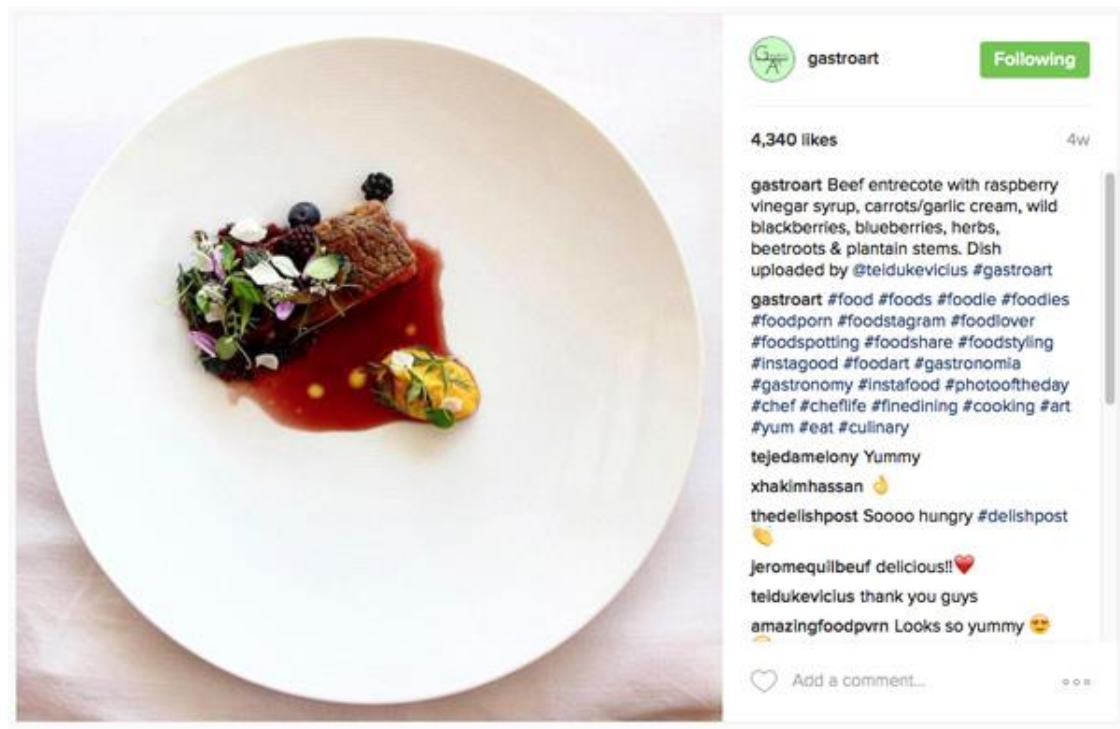 gastroart
Following
4,340 likes
4w
gastroart Beef entrecote with raspberry
vinegar syrup, carrots/garlic cream, wild
blackberries, blueberries, herbs,
beetroots & plantain stems. Dish
uploaded by @teidukevicius #gastroart
gastroart #food #foods #foodie #foodies
#foodporn #foodstagram #foodlover
#foodspotting #foodshare #foodstyling
#instagood #foodart #gastronomia
#gastronomy #instafood #photooftheday
#chef #cheflife #finedining #cooking #art
#yum #eat #culinary
tejedamelony Yummy
xhakimhassan 👌
thedelishpost Soooo hungry #delishpost
👏
jeromequilbeuf delicious!!❤️
teidukevicius thank you guys
amazingfoodpvrn Looks so yummy 😍
Add a comment...